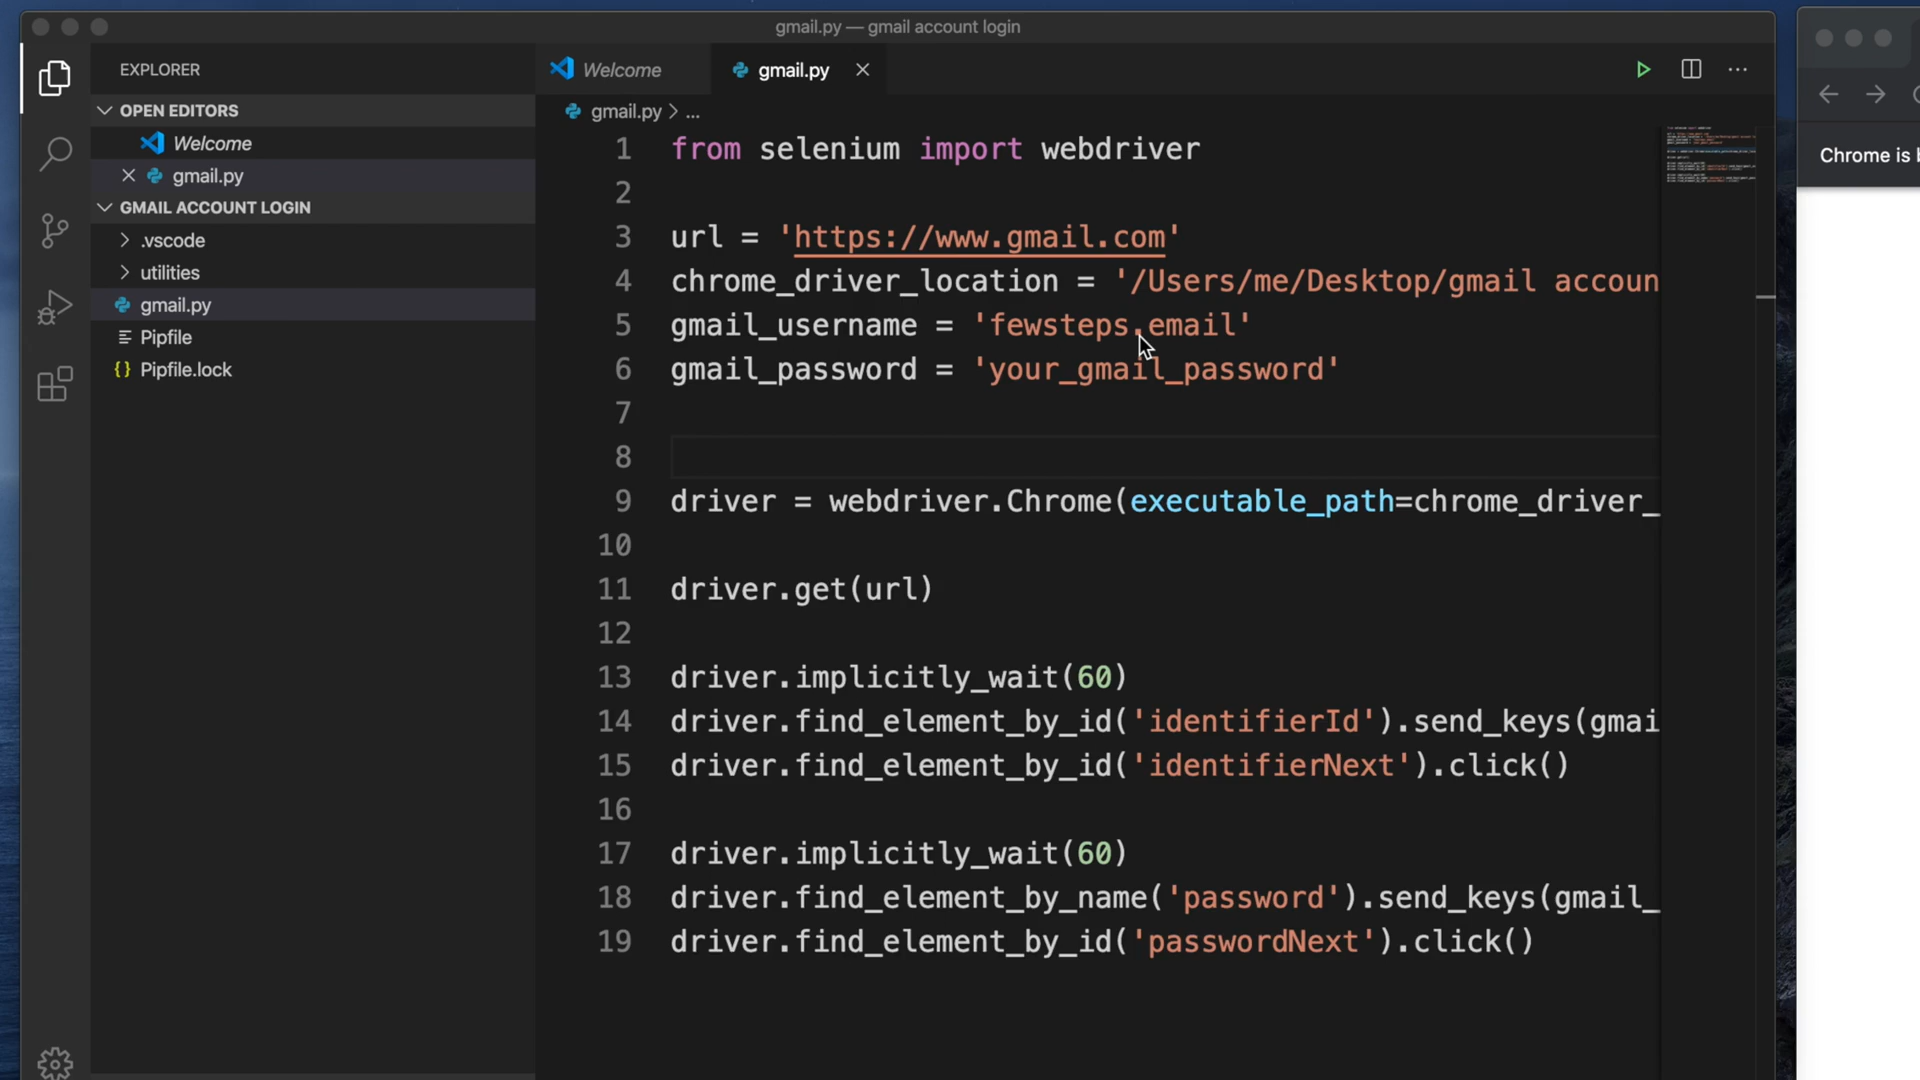 gmail.py — gmail account login
EXPLORER
OPEN EDITORS
Welcome
gmail.py
GMAIL ACCOUNT LOGIN
.vscode
utilities
gmail.py
Pipfile
{} Pipfile.lock
Welcome
gmail.py
gmail.py > ...
1 from selenium import webdriver
2
3 url = 'https://www.gmail.com'
4 chrome_driver_location = '/Users/me/Desktop/gmail accoun
5 gmail_username = 'fewsteps.email'
6 gmail_password = 'your_gmail_password'
7
8
9 driver = webdriver.Chrome(executable_path=chrome_driver_
10
11 driver.get(url)
12
13 driver.implicitly_wait(60)
14 driver.find_element_by_id('identifierId').send_keys(gmai
15 driver.find_element_by_id('identifierNext').click()
16
17 driver.implicitly_wait(60)
18 driver.find_element_by_name('password').send_keys(gmail_
19 driver.find_element_by_id('passwordNext').click()
Chrome is b